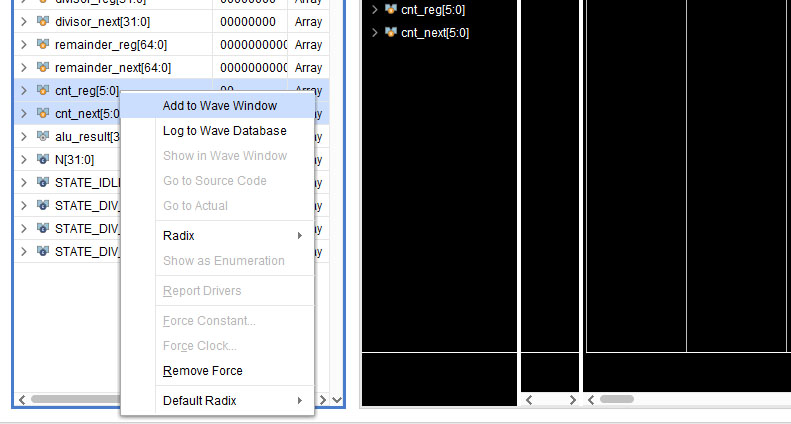 divisor_reg[31:0] 00000000 Array
divisor_next[31:0] 00000000 Array
remainder_reg[64:0] 0000000000 Array
remainder_next[64:0] 0000000000 Array
cnt_reg[5:0] 00 Array
cnt_next[5:0
alu_result[3
N[31:0]
STATE_IDL
STATE_DIV_
STATE_DIV_
STATE_DIV_
Add to Wave Window
Log to Wave Database
Show in Wave Window
Go to Source Code
Go to Actual
Radix
Show as Enumeration
Report Drivers
Force Constant...
Force Clock...
Remove Force
Default Radix
cnt_reg[5:0]
cnt_next[5:0]